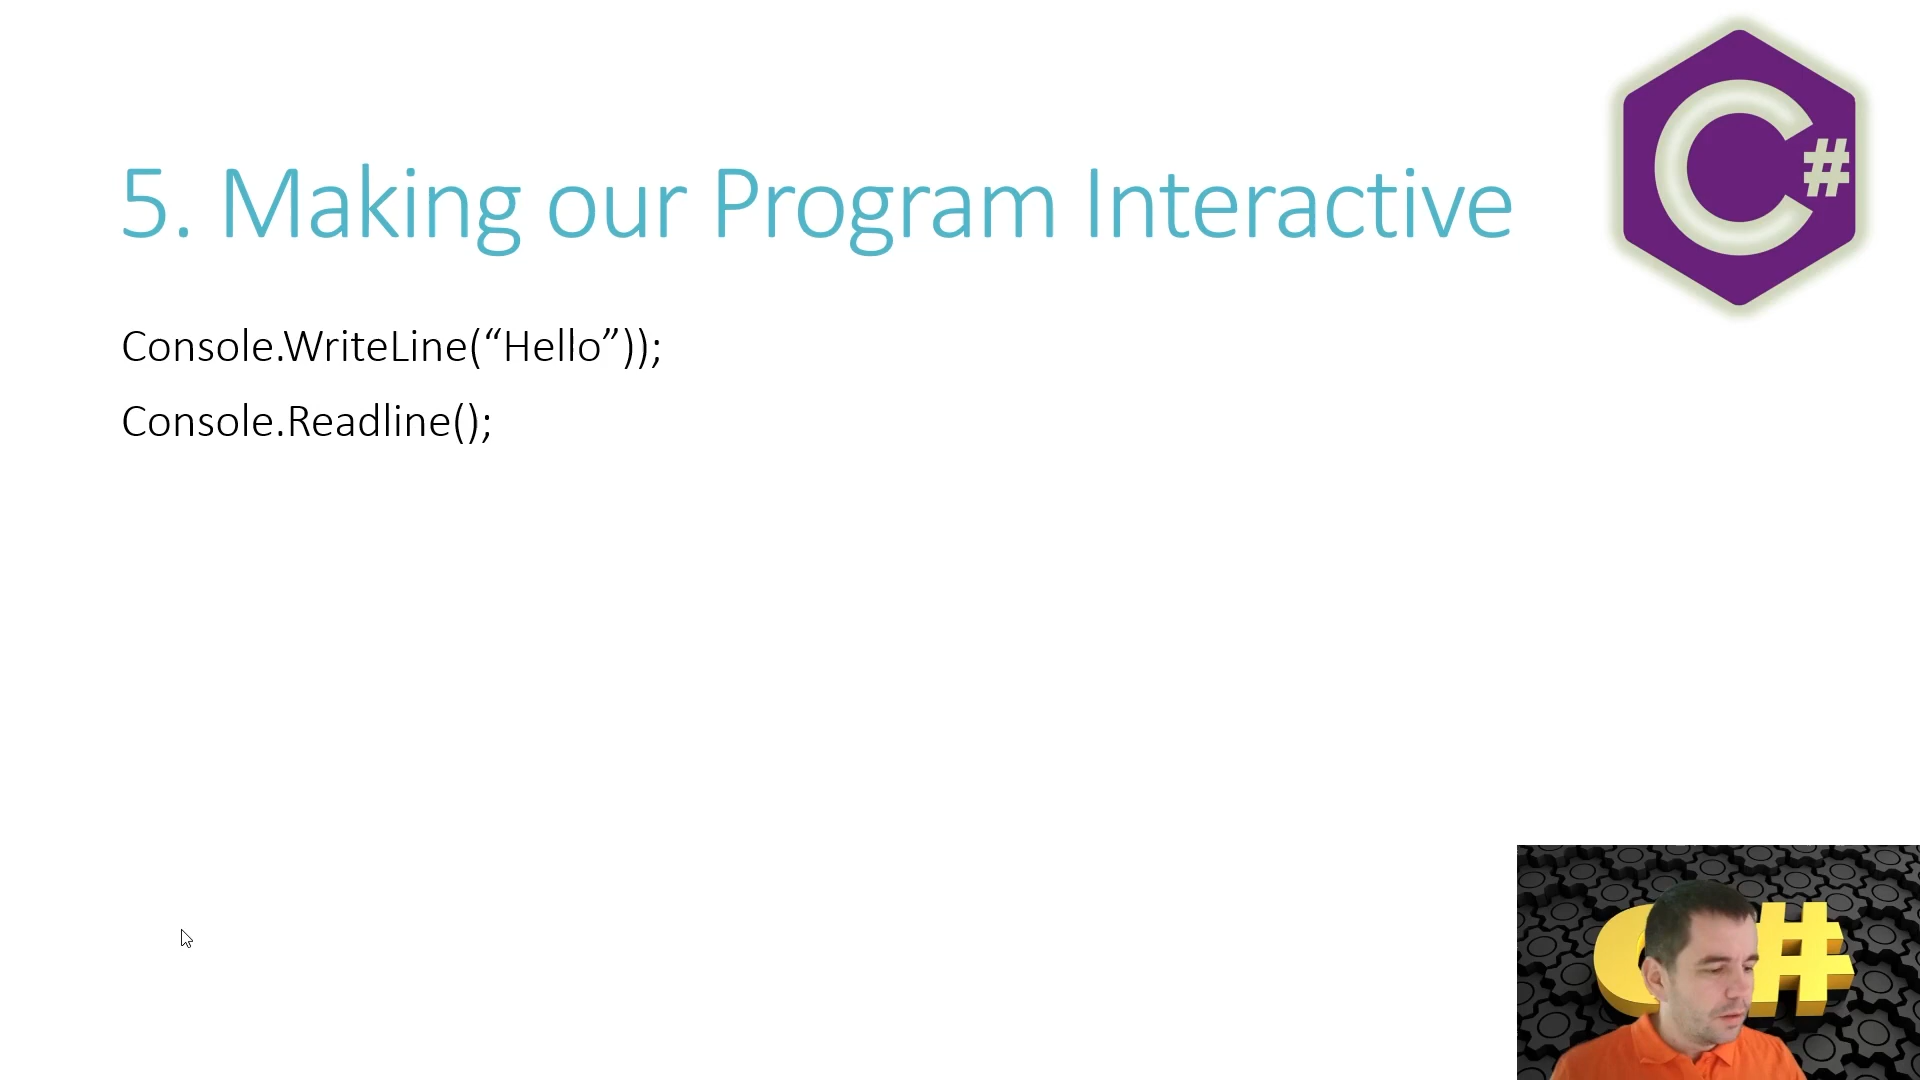 5. Making our Program Interactive
C#
Console.WriteLine(“Hello”));
Console.Readline();
C#